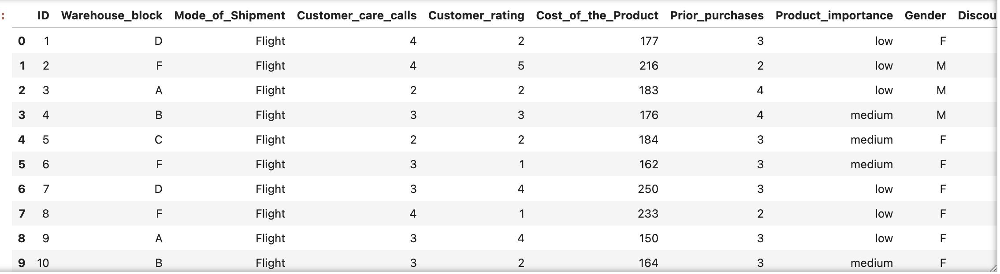 : ID Warehouse_block Mode_of_Shipment Customer_care_calls Customer_rating Cost_of_the_Product Prior_purchases Product_importance Gender Discou
0 1 D Flight 4 2 177 3 low F
1 2 F Flight 4 5 216 2 low M
2 3 A Flight 2 2 183 4 low M
3 4 B Flight 3 3 176 4 medium M
4 5 C Flight 2 2 184 3 medium F
5 6 F Flight 3 1 162 3 medium F
6 7 D Flight 3 4 250 3 low F
7 8 F Flight 4 1 233 2 low F
8 9 A Flight 3 4 150 3 low F
9 10 B Flight 3 2 164 3 medium F